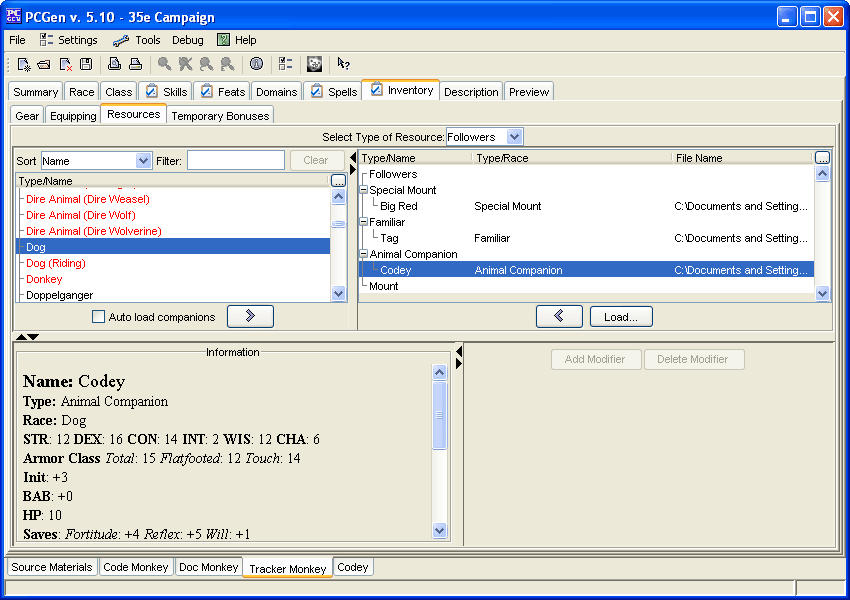 PCGen v. 5.10 - 35e Campaign
File Settings Tools Debug Help
Summary Race Class Skills Feats Domains Spells Inventory Description Preview
Gear Equipping Resources Temporary Bonuses
Select Type of Resource: Followers
Sort Name Filter: Clear
Type/Name ...
Dire Animal (Dire Weasel)
Dire Animal (Dire Wolf)
Dire Animal (Dire Wolverine)
Dog
Dog (Riding)
Donkey
Doppelganger
Auto load companions
Type/Name Type/Race File Name ...
Followers
Special Mount
Big Red Special Mount C:\Documents and Setting...
Familiar
Tag Familiar C:\Documents and Setting...
Animal Companion
Codey Animal Companion C:\Documents and Setting...
Mount
Load...
Information
Name: Codey
Type: Animal Companion
Race: Dog
STR: 12 DEX: 16 CON: 14 INT: 2 WIS: 12 CHA: 6
Armor Class Total: 15 Flatfooted: 12 Touch: 14
Init: +3
BAB: +0
HP: 10
Saves: Fortitude: +4 Reflex: +5 Will: +1
Add Modifier Delete Modifier
Source Materials Code Monkey Doc Monkey Tracker Monkey Codey